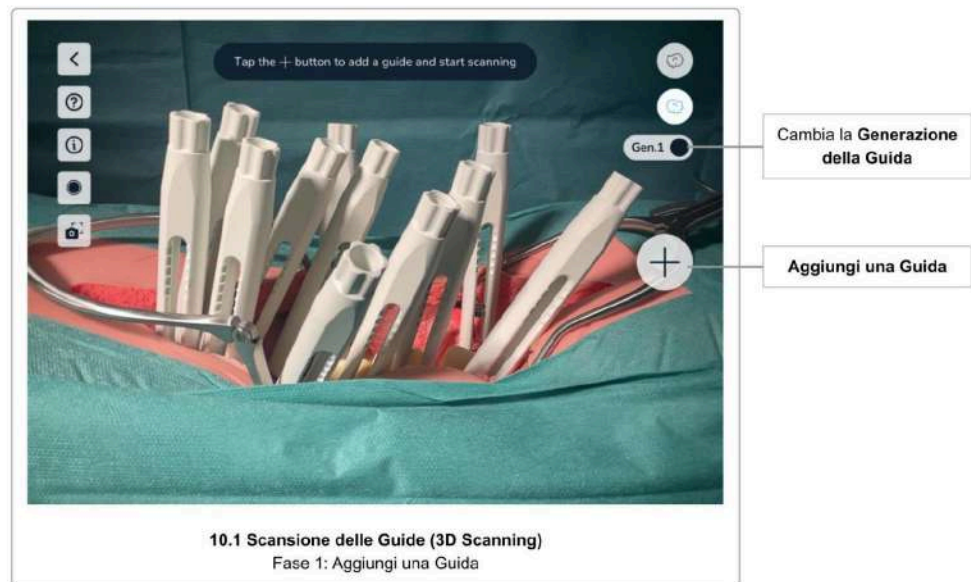 Tap the + button to add a guide and start scanning
Gen.1
Cambia la Generazione
della Guida
Aggiungi una Guida
10.1 Scansione delle Guide (3D Scanning)
Fase 1: Aggiungi una Guida